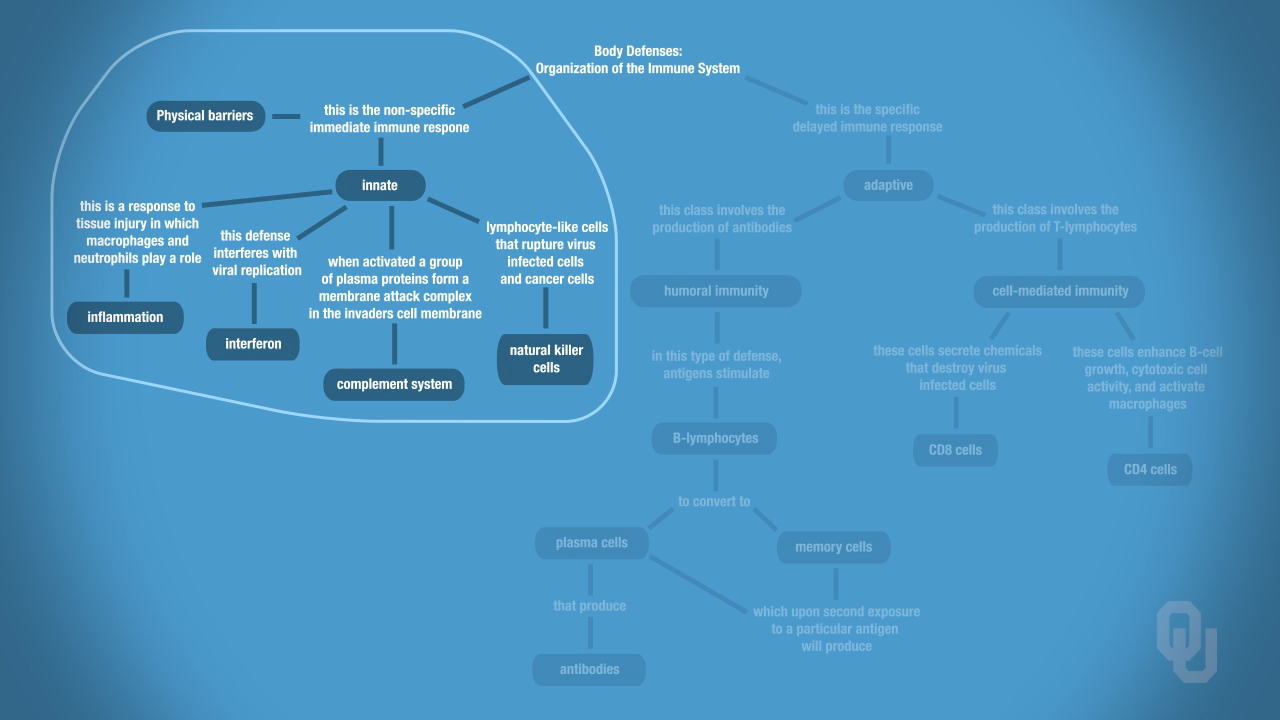 Body Defenses:
Organization of the Immune System
Physical barriers
this is the non-specific
immediate immune respone
innate
this is a response to
tissue injury in which
macrophages and
neutrophils play a role
inflammation
this defense
interferes with
viral replication
interferon
when activated a group
of plasma proteins form a
membrane attack complex
in the invaders cell membrane
complement system
lymphocyte-like cells
that rupture virus
infected cells
and cancer cells
natural killer
cells
this is the specific
delayed immune response
adaptive
this class involves the
production of antibodies
humoral immunity
in this type of defense,
antigens stimulate
B-lymphocytes
to convert to
plasma cells
that produce
antibodies
memory cells
which upon second exposure
to a particular antigen
will produce
this class involves the
production of T-lymphocytes
cell-mediated immunity
these cells secrete chemicals
that destroy virus
infected cells
CD8 cells
these cells enhance B-cell
growth, cytotoxic cell
activity, and activate
macrophages
CD4 cells
OU